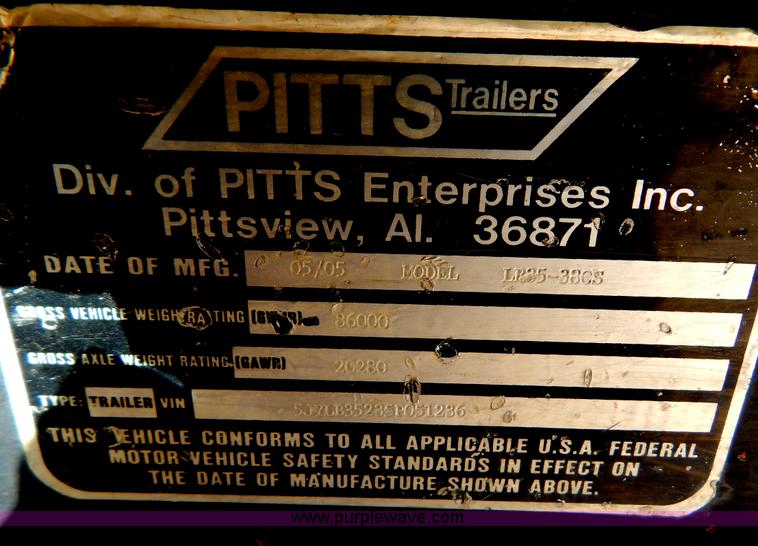 PITTS Trailers
Div. of PITTS Enterprises Inc.
Pittsview, Al. 36871
DATE OF MFG. 05/05 MODEL
GROSS VEHICLE WEIGHT RATING (GVWR) 86000
GROSS AXLE WEIGHT RATING (GAWR) 20280
TYPE: TRAILER VIN
THIS VEHICLE CONFORMS TO ALL APPLICABLE U.S.A. FEDERAL
MOTOR VEHICLE SAFETY STANDARDS IN EFFECT ON
THE DATE OF MANUFACTURE SHOWN ABOVE.
www.purplewave.com